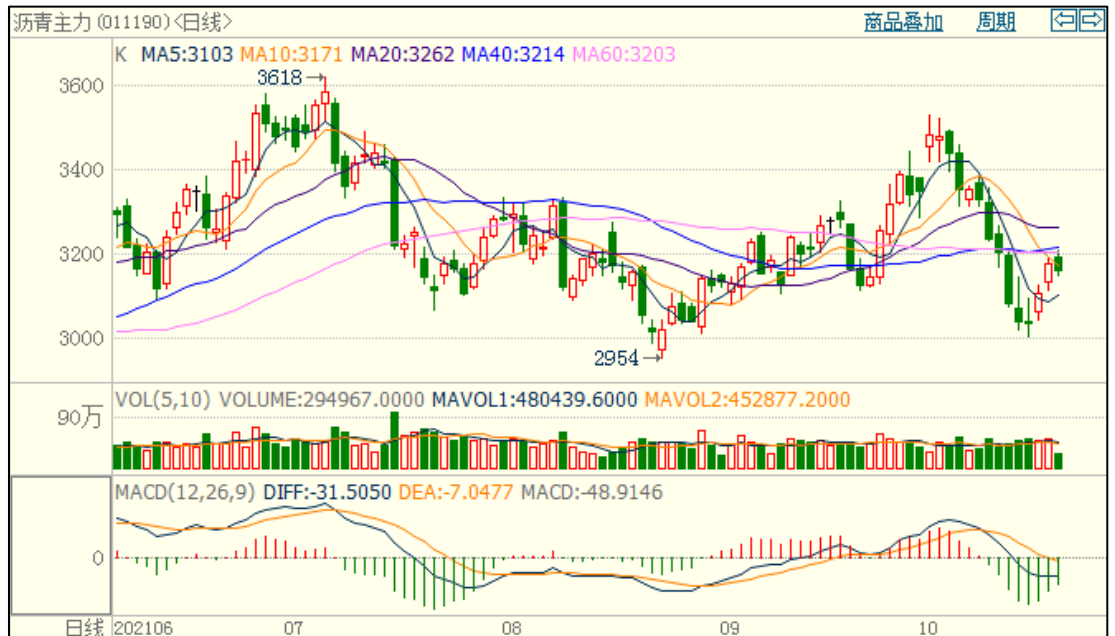 沥青主力 (011190)<日线> 商品叠加 周期
K MA5:3103 MA10:3171 MA20:3262 MA40:3214 MA60:3203
3618
3600
3400
3200
3000
2954
VOL(5,10) VOLUME:294967.0000 MAVOL1:480439.6000 MAVOL2:452877.2000
90万
MACD(12,26,9) DIFF:-31.5050 DEA:-7.0477 MACD:-48.9146
0
日线 202106 07 08 09 10